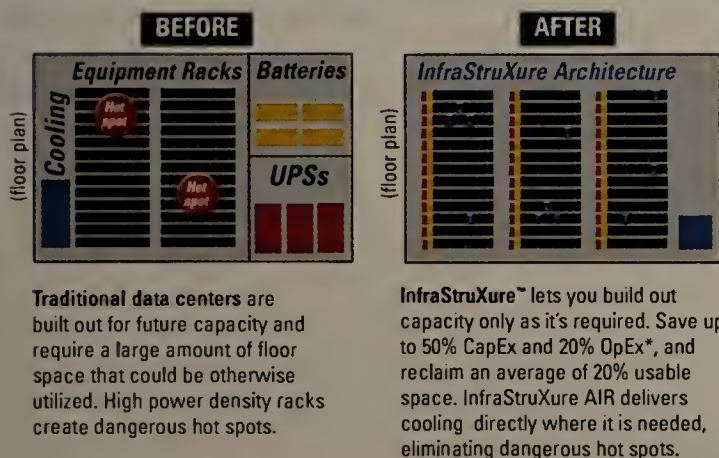 BEFORE
Equipment Racks
Batteries
Cooling
(floor plan)
Hot
spot
Hot
spot
UPSs
Traditional data centers are
built out for future capacity and
require a large amount of floor
space that could be otherwise
utilized. High power density racks
create dangerous hot spots.
AFTER
InfraStruXure Architecture
(floor plan)
InfraStruXure™ lets you build out
capacity only as it's required. Save up
to 50% CapEx and 20% OpEx*, and
reclaim an average of 20% usable
space. InfraStruXure AIR delivers
cooling directly where it is needed,
eliminating dangerous hot spots.